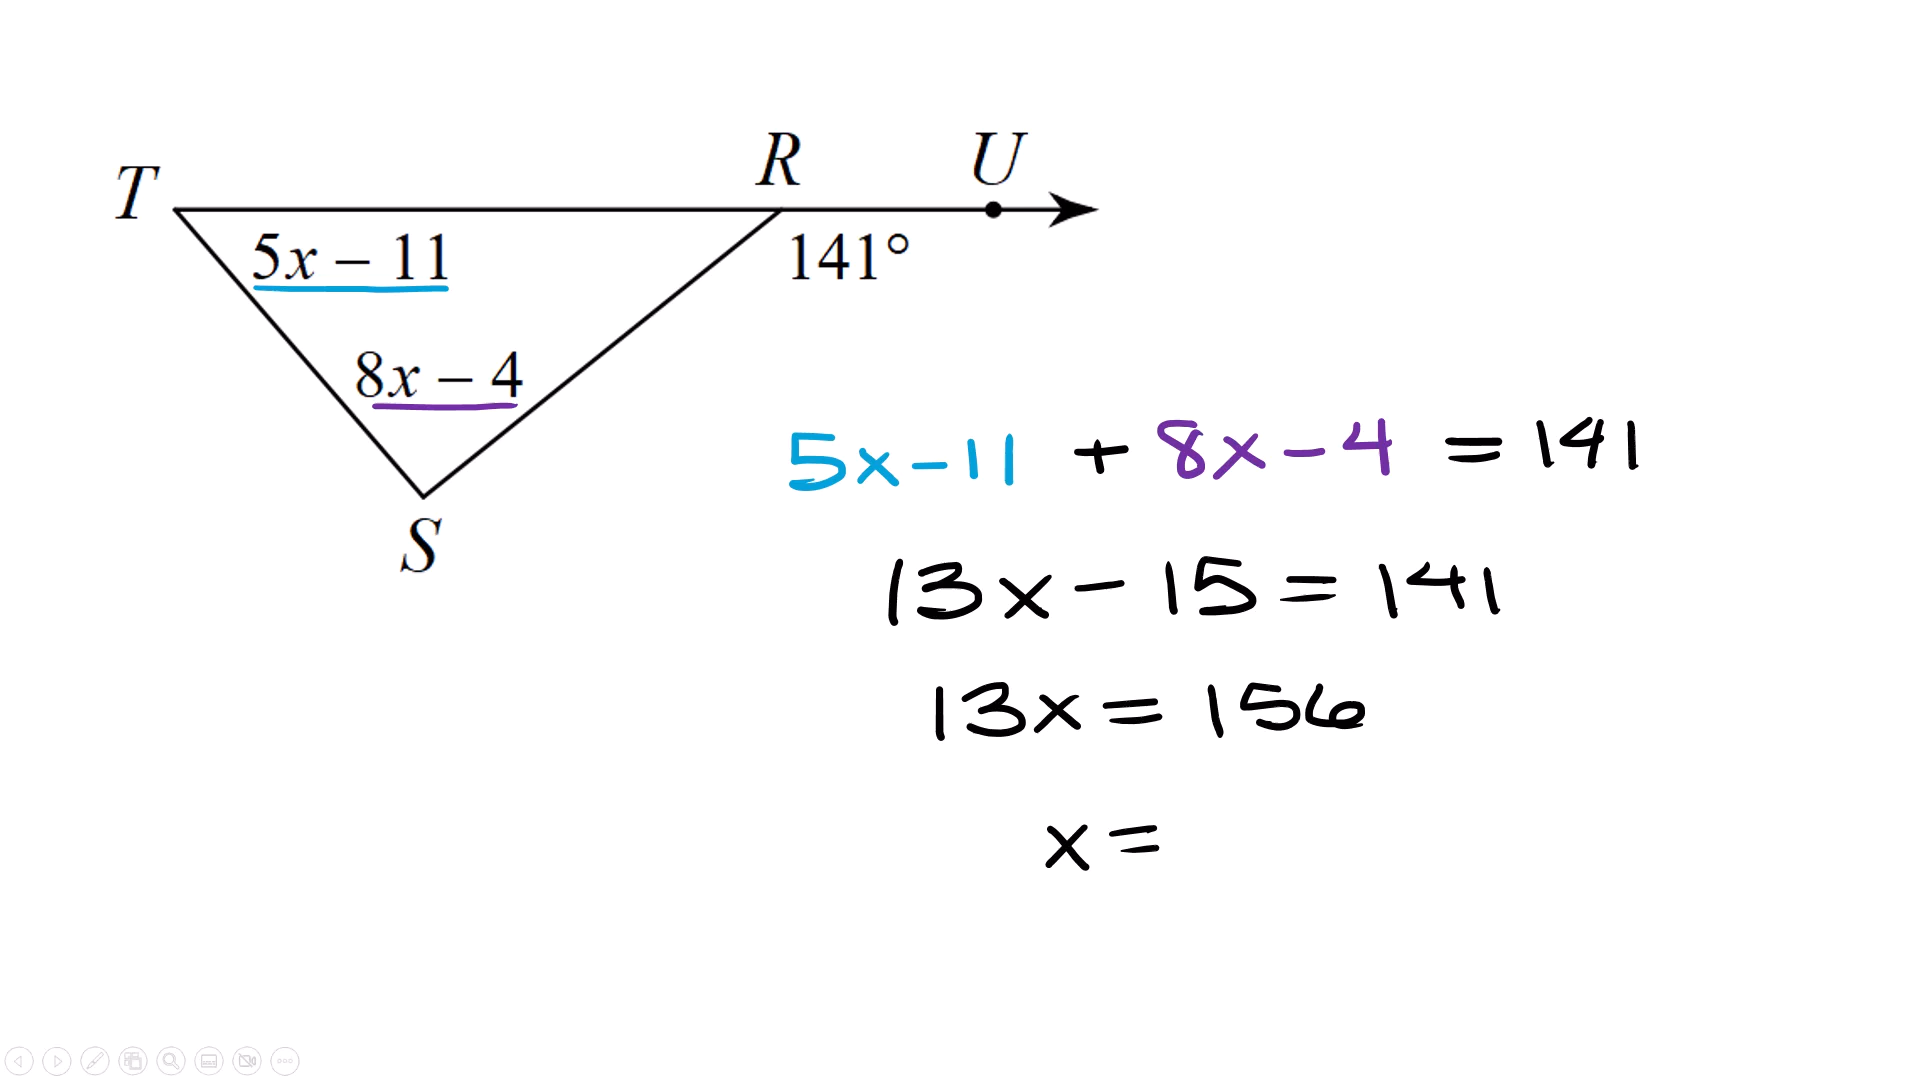 T
R
U
5x – 11
141°
8x – 4
S
5x-11 + 8x-4 = 141
13x-15 = 141
13x = 156
x =